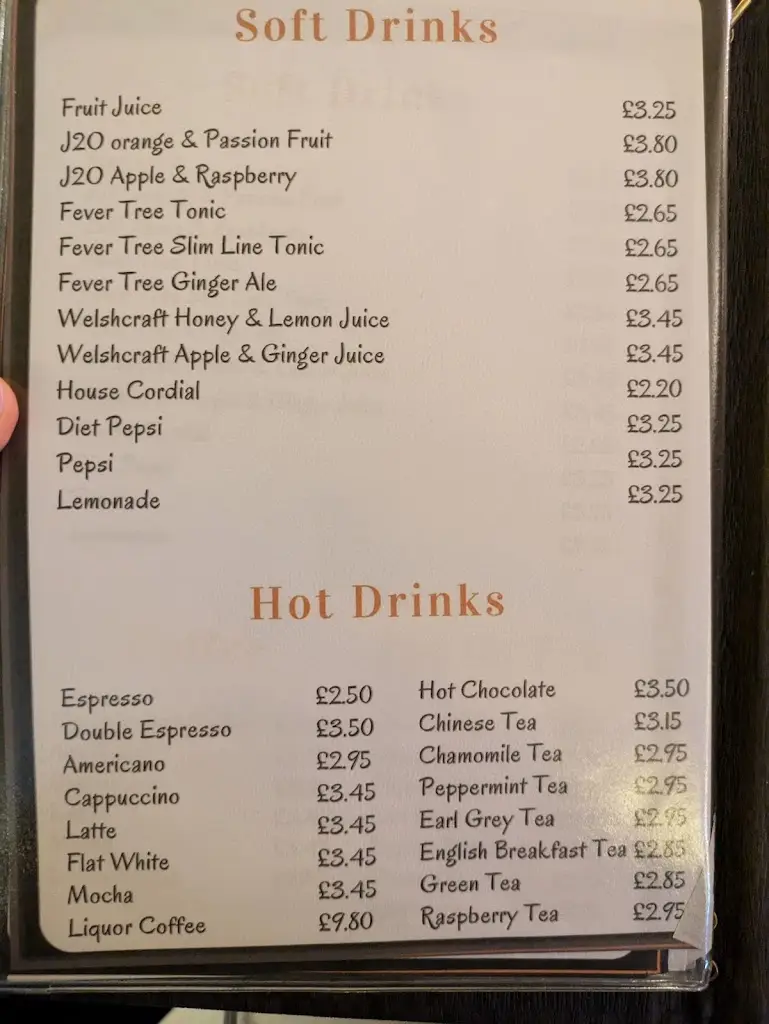 Soft Drinks
Fruit Juice £3.25
J2O orange & Passion Fruit £3.80
J2O Apple & Raspberry £3.80
Fever Tree Tonic £2.65
Fever Tree Slim Line Tonic £2.65
Fever Tree Ginger Ale £2.65
Welshcraft Honey & Lemon Juice £3.45
Welshcraft Apple & Ginger Juice £3.45
House Cordial £2.20
Diet Pepsi £3.25
Pepsi £3.25
Lemonade £3.25
Hot Drinks
Espresso £2.50
Double Espresso £3.50
Americano £2.95
Cappuccino £3.45
Latte £3.45
Flat White £3.45
Mocha £3.45
Liquor Coffee £9.80
Hot Chocolate £3.50
Chinese Tea £3.15
Chamomile Tea £2.95
Peppermint Tea £2.95
Earl Grey Tea £2.95
English Breakfast Tea £2.85
Green Tea £2.85
Raspberry Tea £2.95